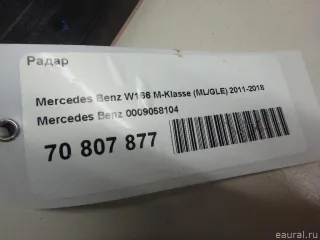 Радар
Mercedes Benz W166 M-Klasse (ML/GLE) 2011-2018
Mercedes Benz 0009058104
70 807 877
eaural.ru